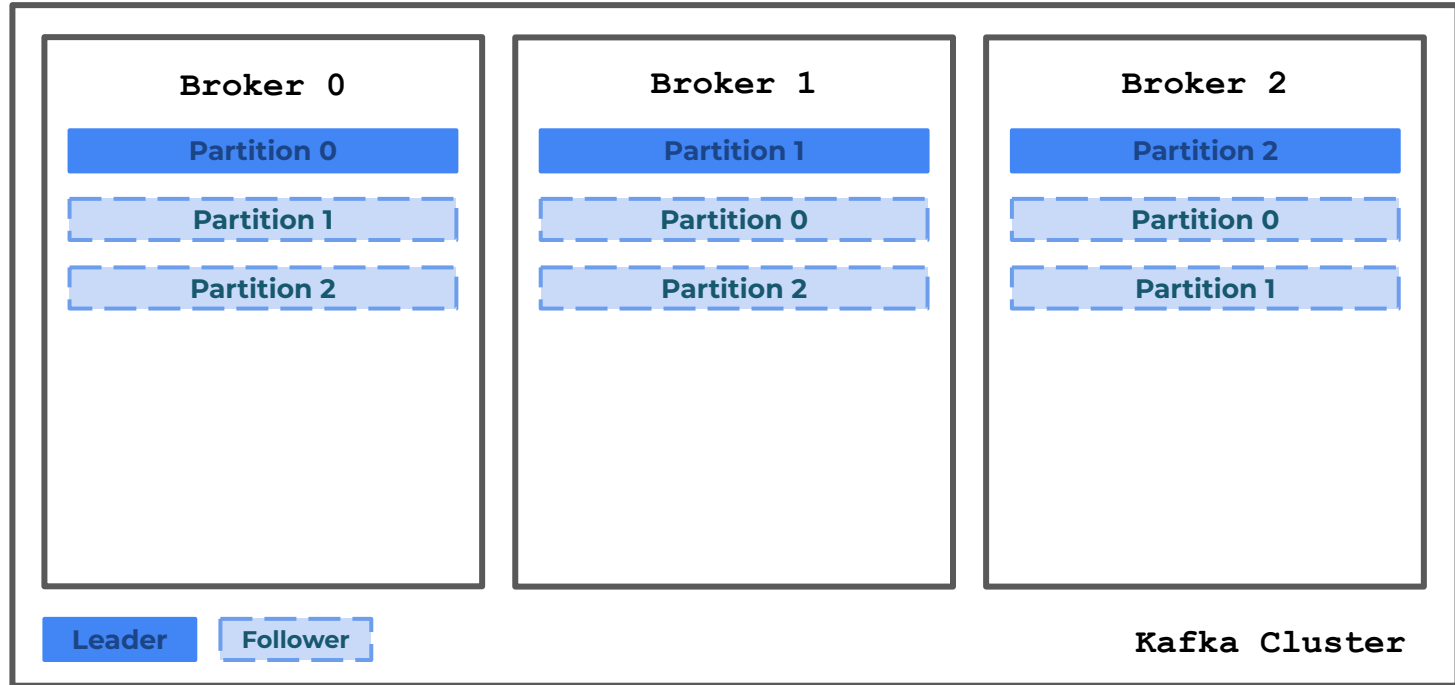 Broker 0
Partition 0
Partition 1
Partition 2
Broker 1
Partition 1
Partition 0
Partition 2
Broker 2
Partition 2
Partition 0
Partition 1
Leader
Follower
Kafka Cluster